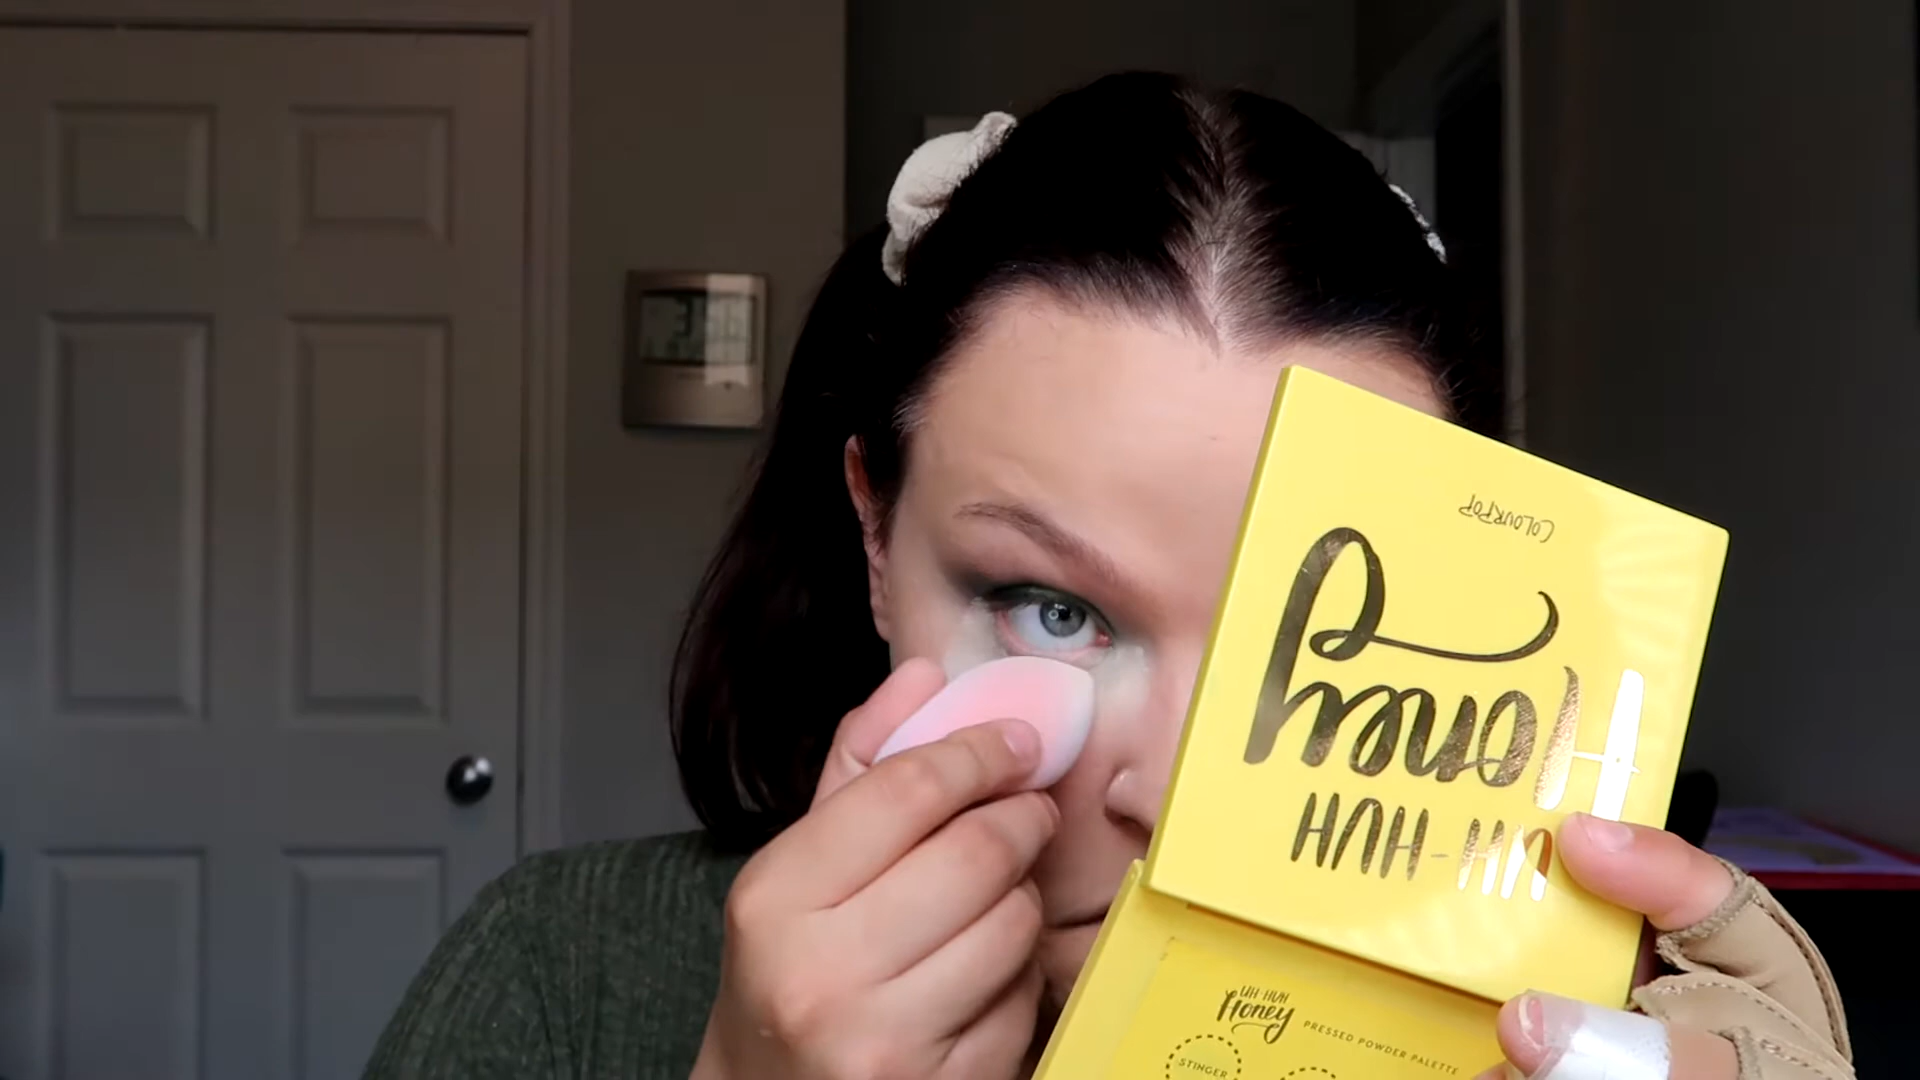 COLOURPOP
UH-HUH
Honey
UH-HUH
Honey
PRESSED POWDER PALETTE
STINGER